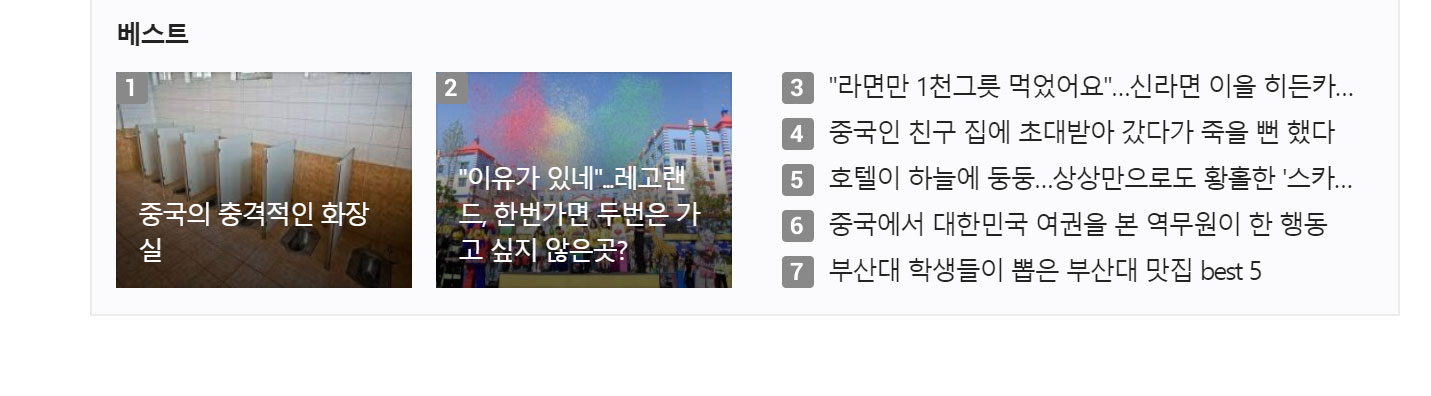 베스트
1
중국의 충격적인 화장
실
2
"이유가 있네"...레고랜
드, 한번가면 두번은 가
고 싶지 않은곳?
3 "라면만 1천그릇 먹었어요"...신라면 이을 히든카...
4 중국인 친구 집에 초대받아 갔다가 죽을 뻔 했다
5 호텔이 하늘에 둥둥...상상만으로도 황홀한 '스카...
6 중국에서 대한민국 여권을 본 역무원이 한 행동
7 부산대 학생들이 뽑은 부산대 맛집 best 5